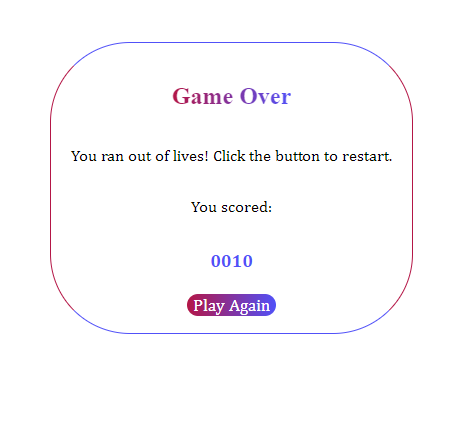 Game Over
You ran out of lives! Click the button to restart.
You scored:
0010
Play Again